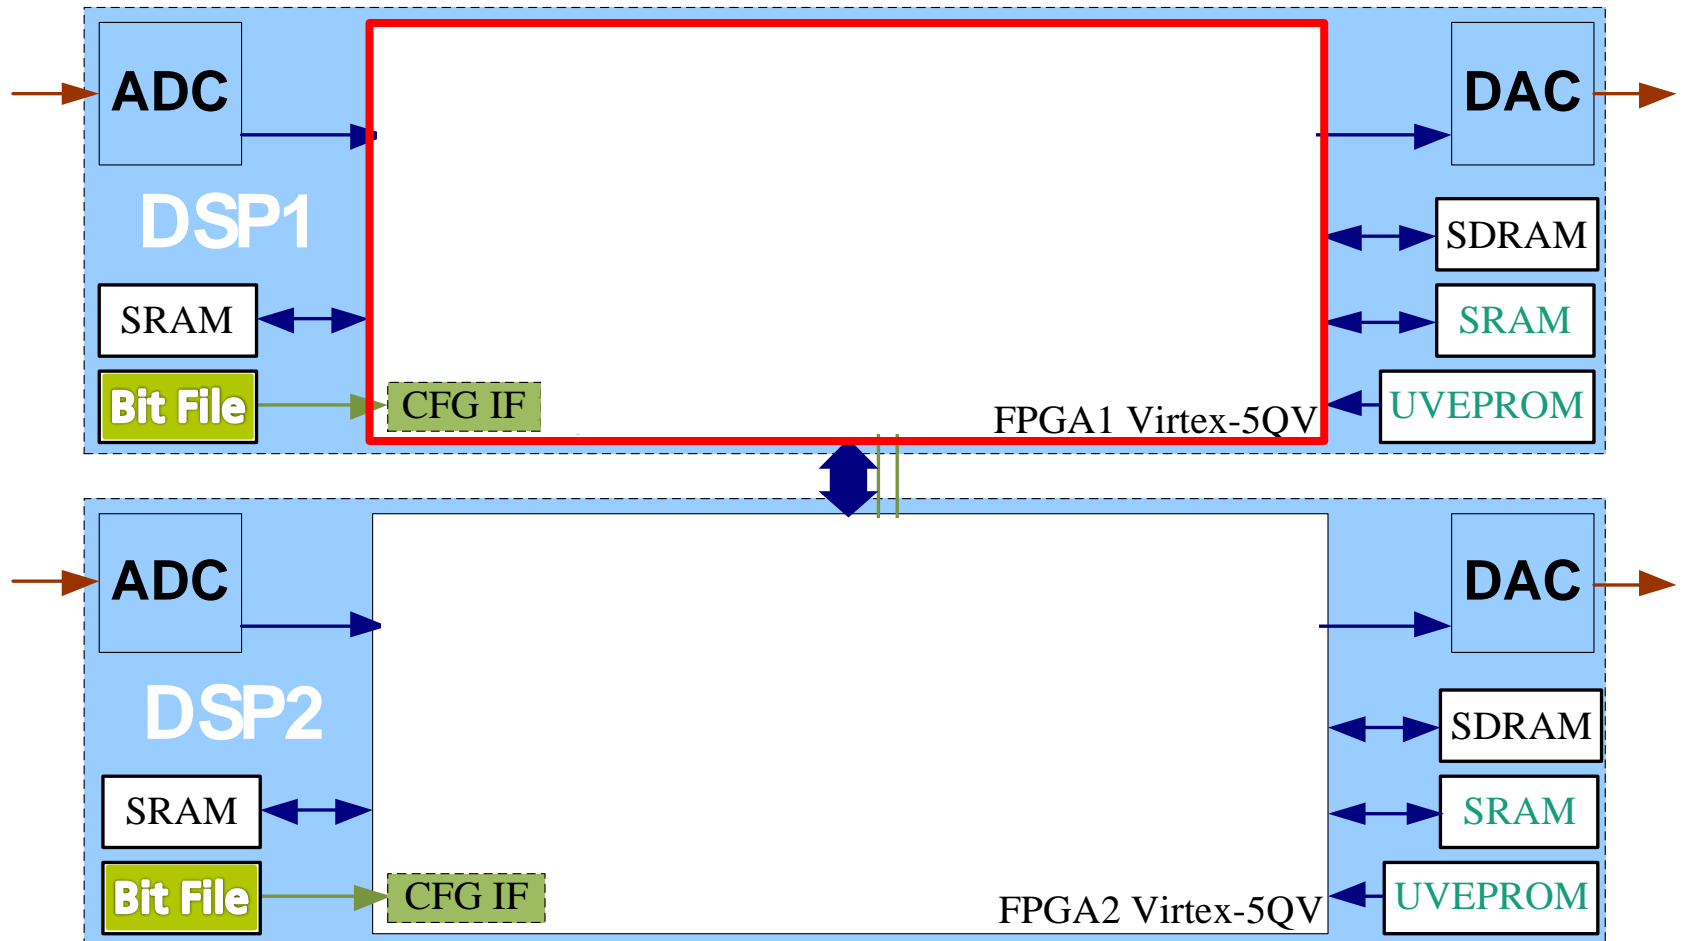 ADC
DAC
DSP1
SDRAM
SRAM
SRAM
Bit File
CFG IF
FPGA1 Virtex-5QV
UVEPROM
ADC
DAC
DSP2
SDRAM
SRAM
SRAM
Bit File
CFG IF
FPGA2 Virtex-5QV
UVEPROM